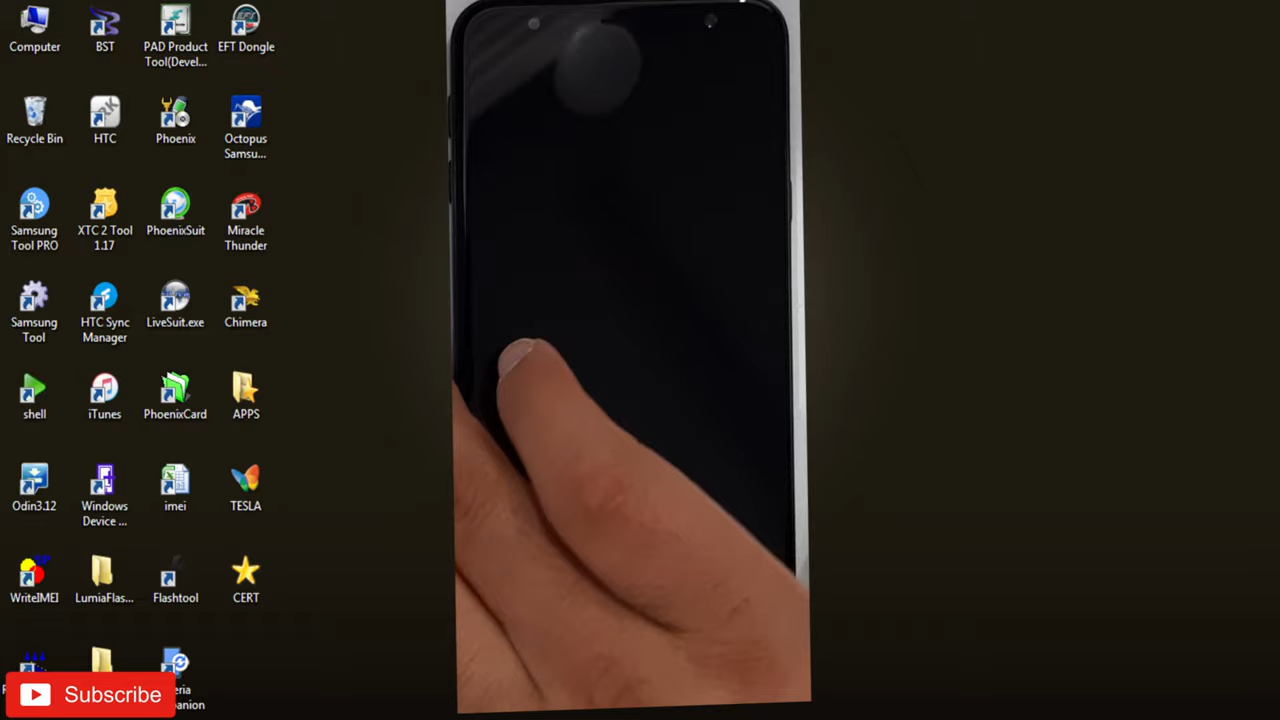 Computer
BST
PAD Product
Tool(Devel...
EFT Dongle
Recycle Bin
HTC
Phoenix
Octopus
Samsu...
Samsung
Tool PRO
XTC 2 Tool
1.17
PhoenixSuit
Miracle
Thunder
Samsung
Tool
HTC Sync
Manager
LiveSuit.exe
Chimera
shell
iTunes
PhoenixCard
APPS
Odin3.12
Windows
Device ...
imei
TESLA
WriteIMEI
LumiaFlas...
Flashtool
CERT
Subscribe